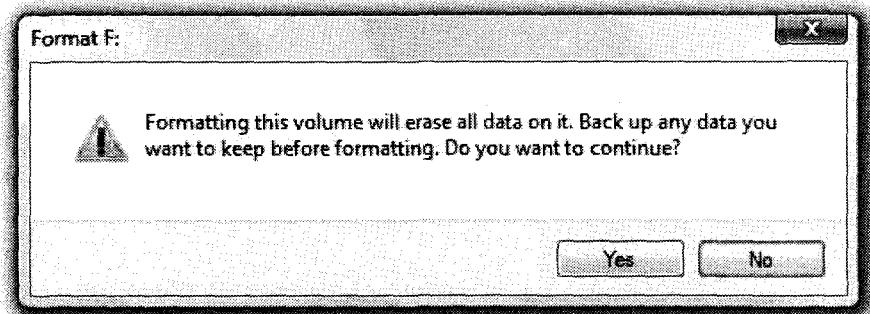 Format F:
Formatting this volume will erase all data on it. Back up any data you
want to keep before formatting. Do you want to continue?
Yes No